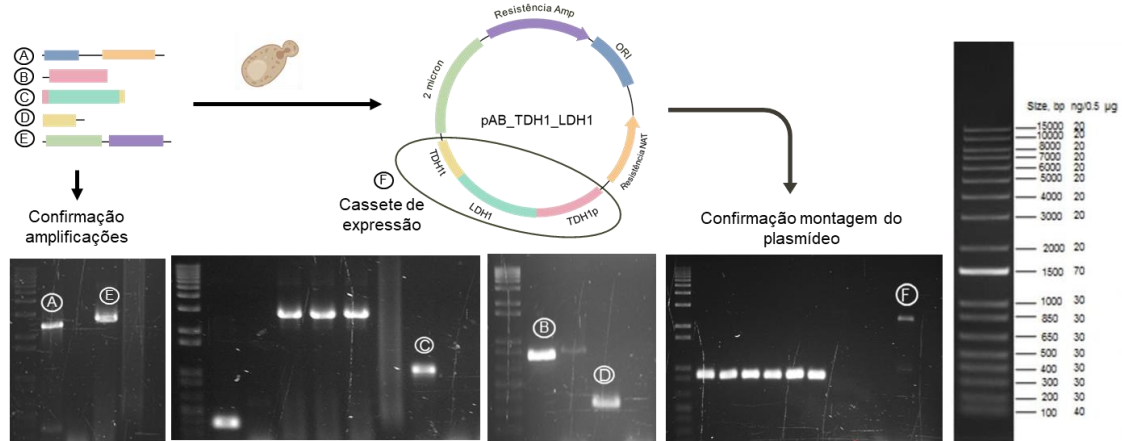 A
B
C
D
E
Confirmação
amplificações
Resistência Amp
ORI
2 micron
pAB_TDH1_LDH1
TDH1t
LDH1
TDH1p
Resistência NAT
F
Cassete de
expressão
Confirmação montagem do
plasmídeo
A
E
C
B
D
F
Size, bp ng/0.5 µg
15000 20
10000 20
8000 20
7000 20
6000 20
5000 20
4000 20
3000 20
2000 20
1500 70
1000 30
850 30
650 30
500 30
400 30
300 30
200 30
100 40